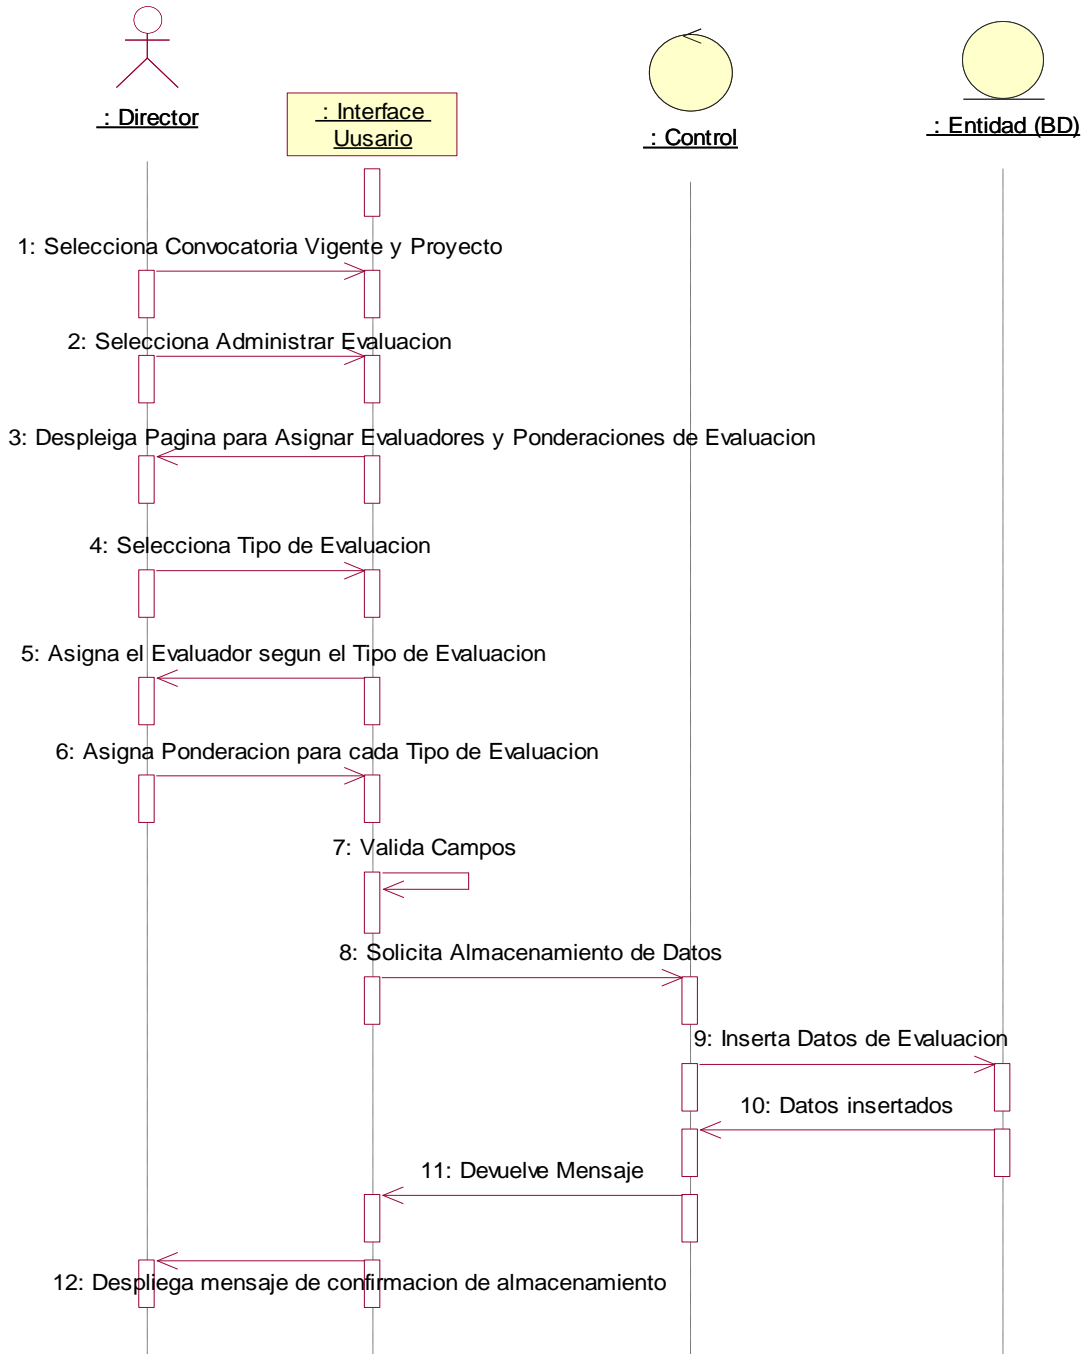 : Director
: Interface
Uusario
: Control
: Entidad (BD)
1: Selecciona Convocatoria Vigente y Proyecto
2: Selecciona Administrar Evaluacion
3: Despleiga Pagina para Asignar Evaluadores y Ponderaciones de Evaluacion
4: Selecciona Tipo de Evaluacion
5: Asigna el Evaluador segun el Tipo de Evaluacion
6: Asigna Ponderacion para cada Tipo de Evaluacion
7: Valida Campos
8: Solicita Almacenamiento de Datos
9: Inserta Datos de Evaluacion
10: Datos insertados
11: Devuelve Mensaje
12: Despliega mensaje de confirmacion de almacenamiento